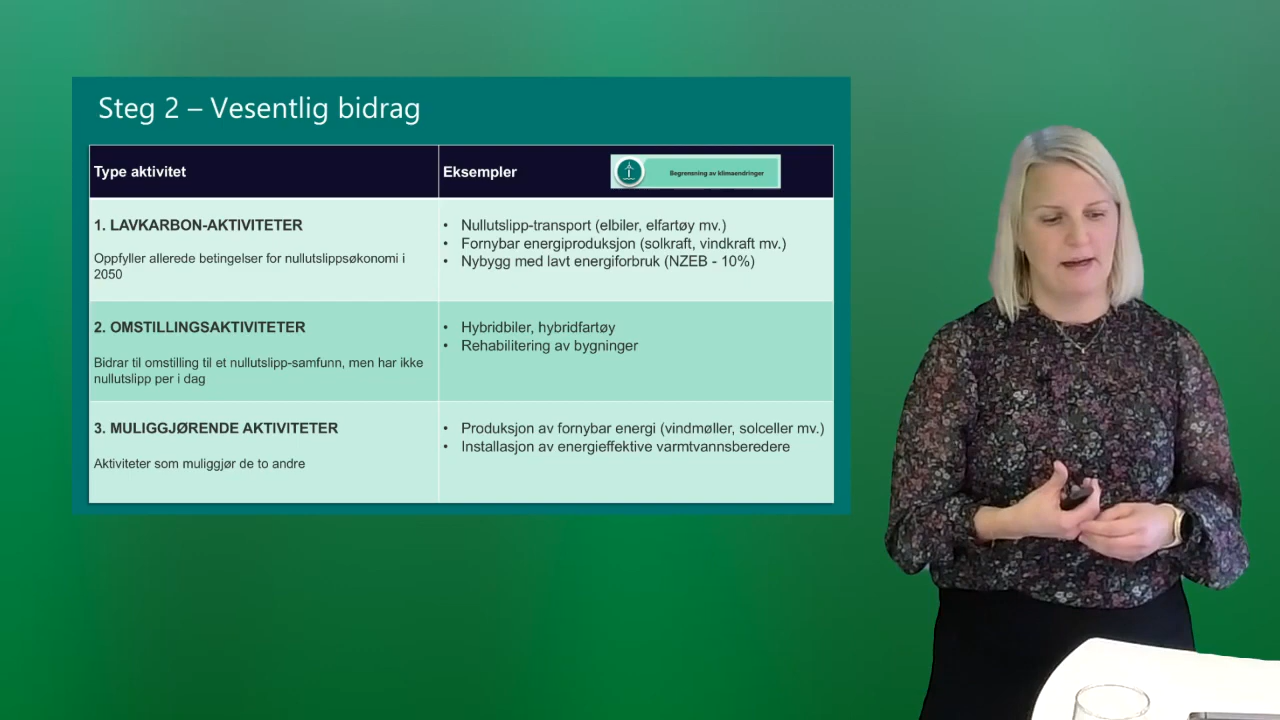 Steg 2 – Vesentlig bidrag
Type aktivitet
Eksempler
Begrensning av klimaendringer
1. LAVKARBON-AKTIVITETER
Oppfyller allerede betingelser for nullutslippsøkonomi i
2050
• Nullutslipp-transport (elbiler, elfartøy mv.)
• Fornybar energiproduksjon (solkraft, vindkraft mv.)
• Nybygg med lavt energiforbruk (NZEB - 10%)
2. OMSTILLINGSAKTIVITETER
Bidrar til omstilling til et nullutslipp-samfunn, men har ikke
nullutslipp per i dag
• Hybridbiler, hybridfartøy
• Rehabilitering av bygninger
3. MULIGGJØRENDE AKTIVITETER
Aktiviteter som muliggjør de to andre
• Produksjon av fornybar energi (vindmøller, solceller mv.)
• Installasjon av energieffektive varmtvannsberedere